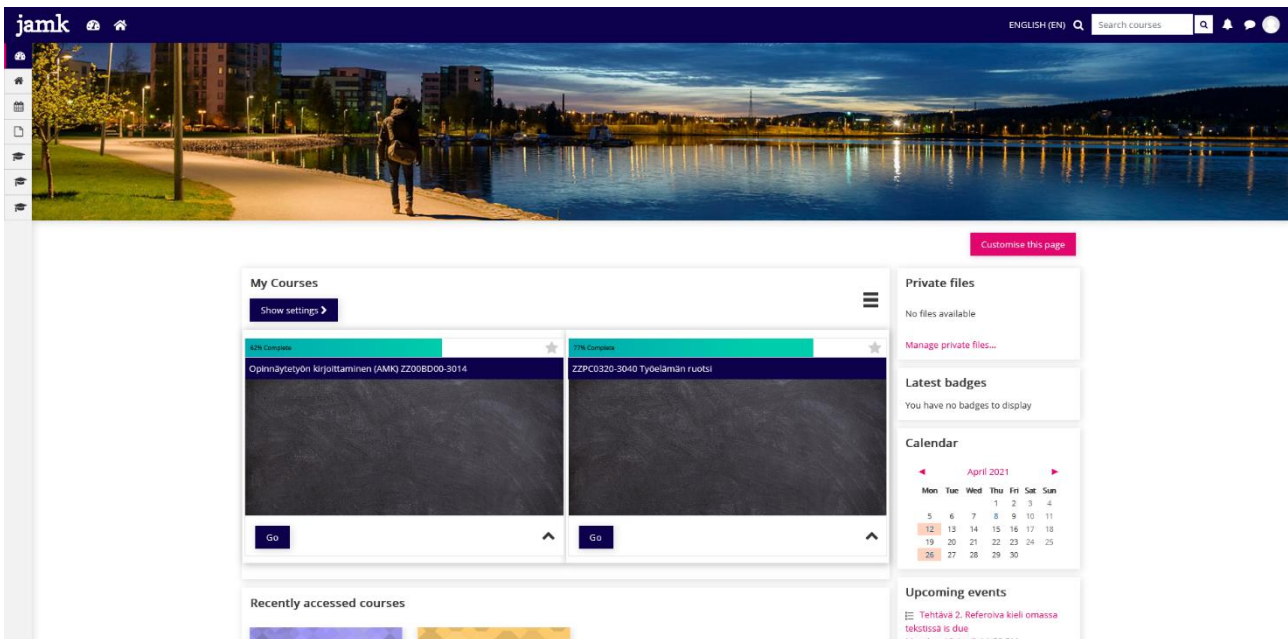 jamk
ENGLISH (EN)
Search courses
Customise this page
My Courses
Show settings
62% Complete
Opinnäytetyön kirjoittaminen (AMK) ZZ00BD00-3014
Go
77% Complete
ZZPC0320-3040 Työelämän ruotsi
Go
Recently accessed courses
Private files
No files available
Manage private files...
Latest badges
You have no badges to display
Calendar
April 2021
Mon Tue Wed Thu Fri Sat Sun
1 2 3 4
5 6 7 8 9 10 11
12 13 14 15 16 17 18
19 20 21 22 23 24 25
26 27 28 29 30
Upcoming events
Tehtävä 2. Referoiva kieli omassa
tekstissä is due